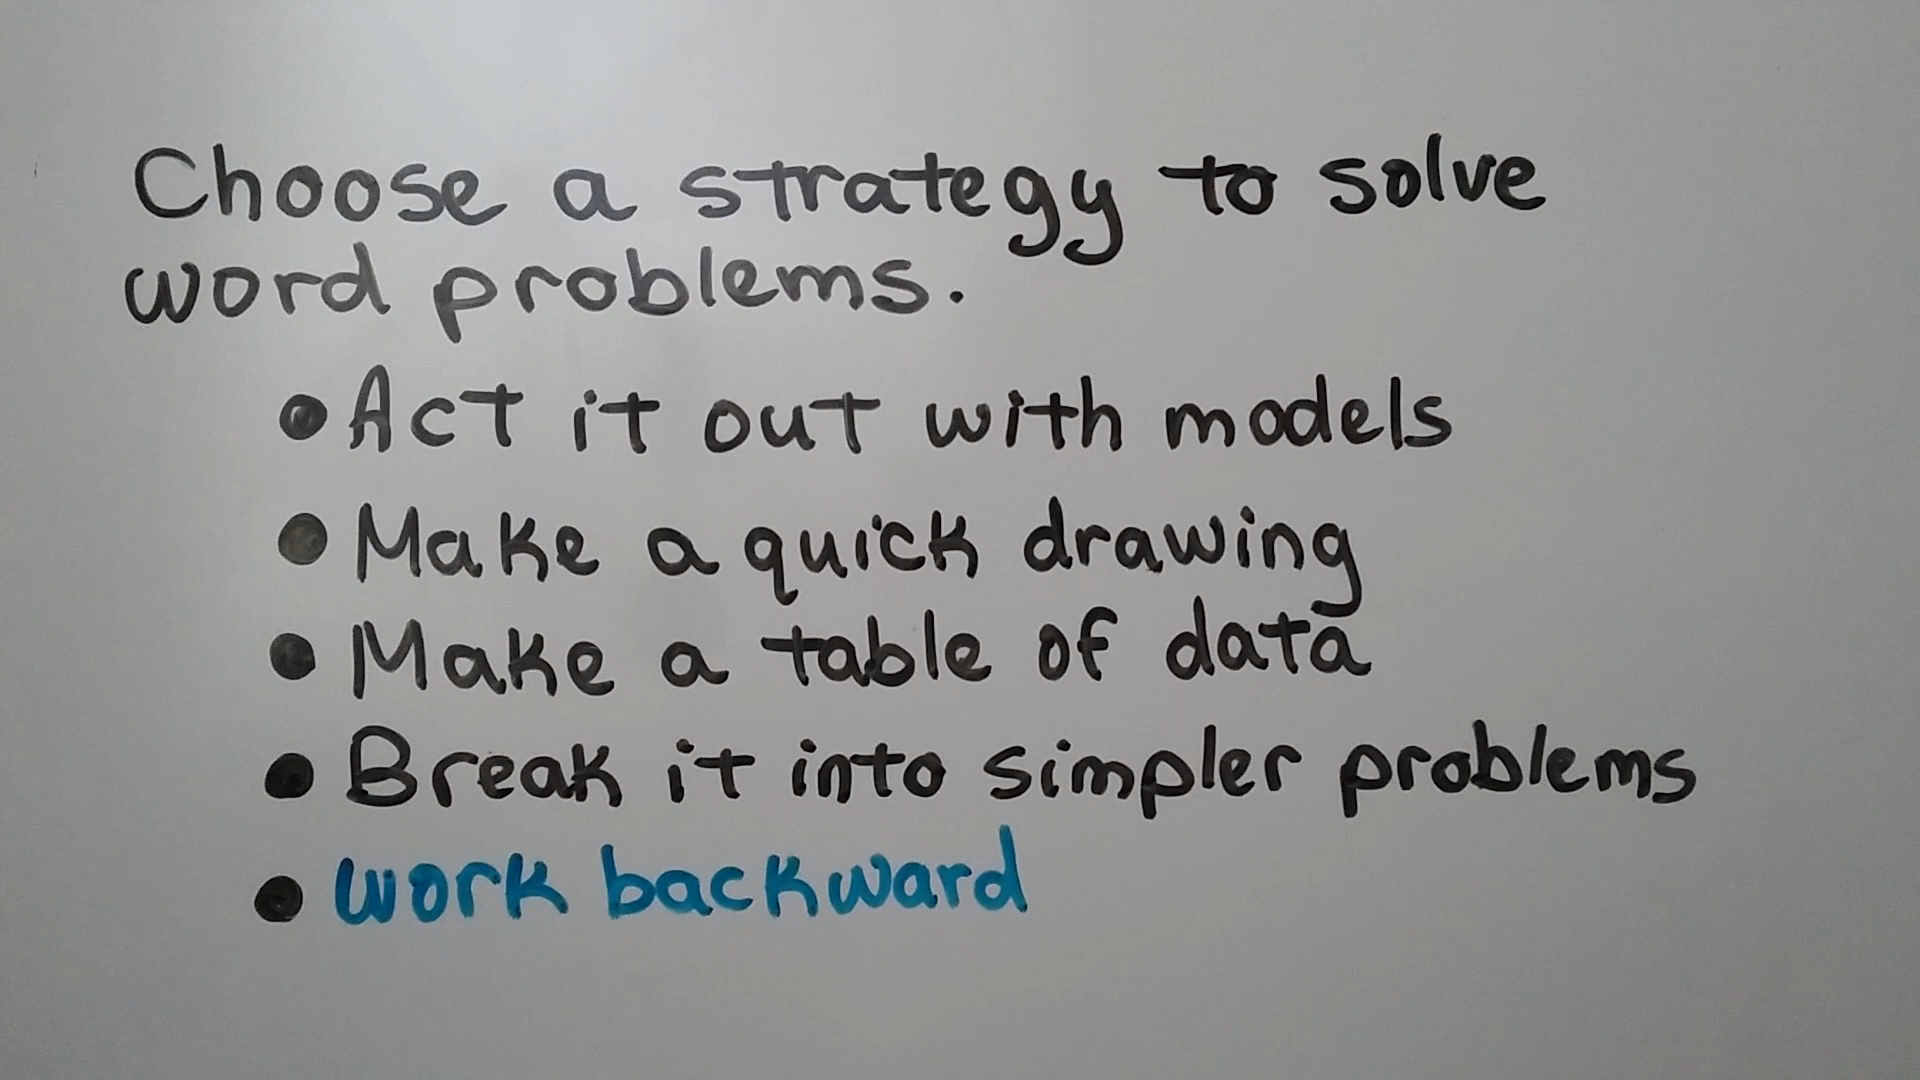 Choose a strategy to solve
word problems.
• Act it out with models
• Make a quick drawing
• Make a table of data
• Break it into simpler problems
• work backward